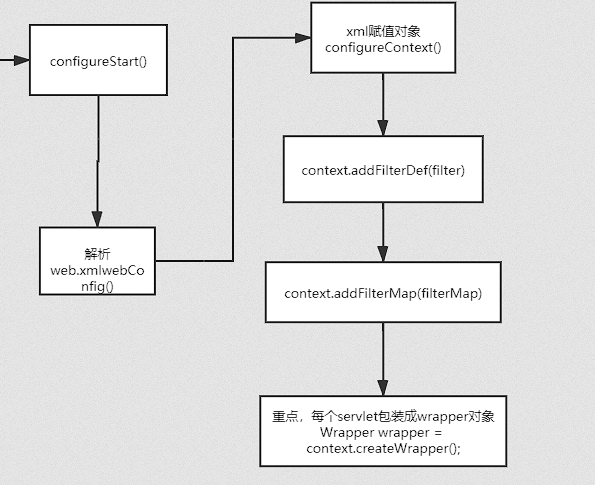 configureStart()
解析
web.xmlwebCo
nfig()
xml赋值对象
configureContext()
context.addFilterDef(filter)
context.addFilterMap(filterMap)
重点，每个servlet包装成wrapper对象
Wrapper wrapper =
context.createWrapper();